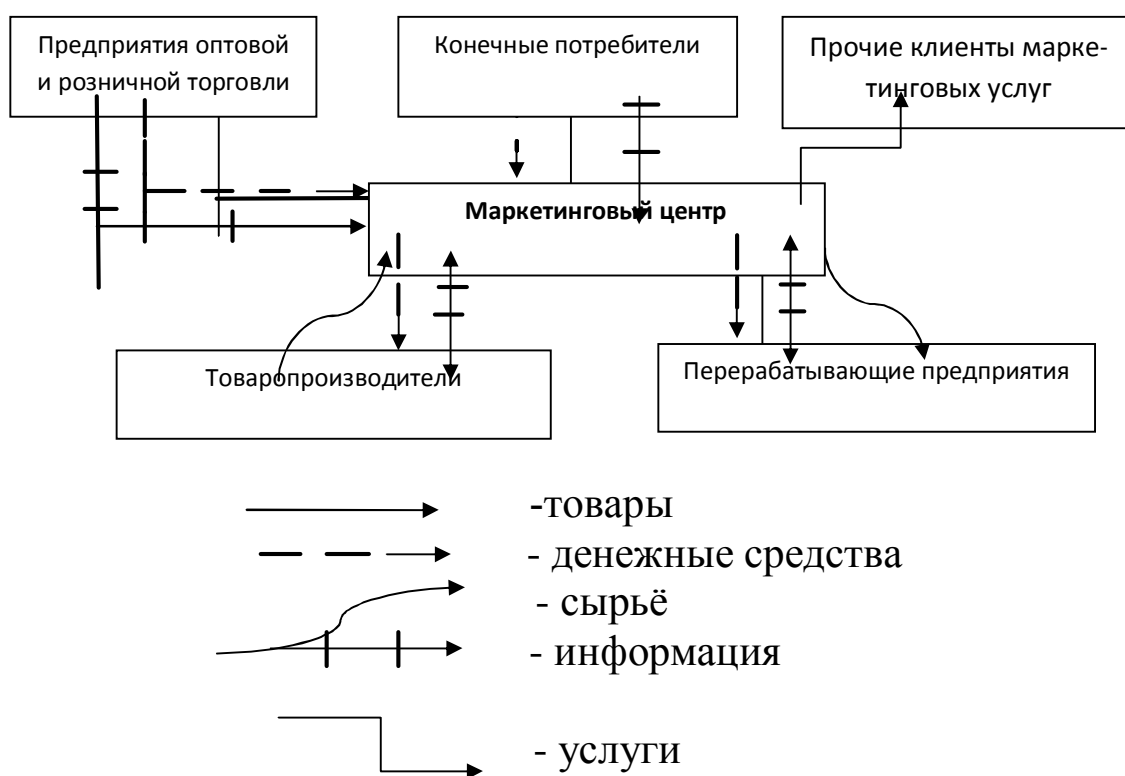 Предприятия оптовой
и розничной торговли
Конечные потребители
Прочие клиенты марке-
тинговых услуг
Маркетинговый центр
Товаропроизводители
Перерабатывающие предприятия
-товары
- денежные средства
- сырьё
- информация
- услуги